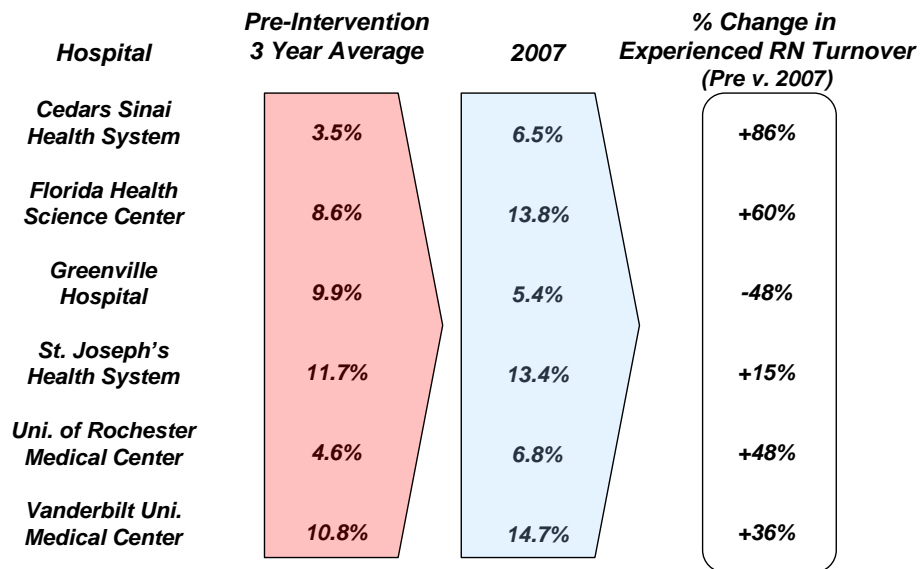 Hospital
Pre-Intervention
3 Year Average
2007
% Change in
Experienced RN Turnover
(Pre v. 2007)
Cedars Sinai
Health System
3.5%
6.5%
+86%
Florida Health
Science Center
8.6%
13.8%
+60%
Greenville
Hospital
9.9%
5.4%
-48%
St. Joseph's
Health System
11.7%
13.4%
+15%
Uni. of Rochester
Medical Center
4.6%
6.8%
+48%
Vanderbilt Uni.
Medical Center
10.8%
14.7%
+36%